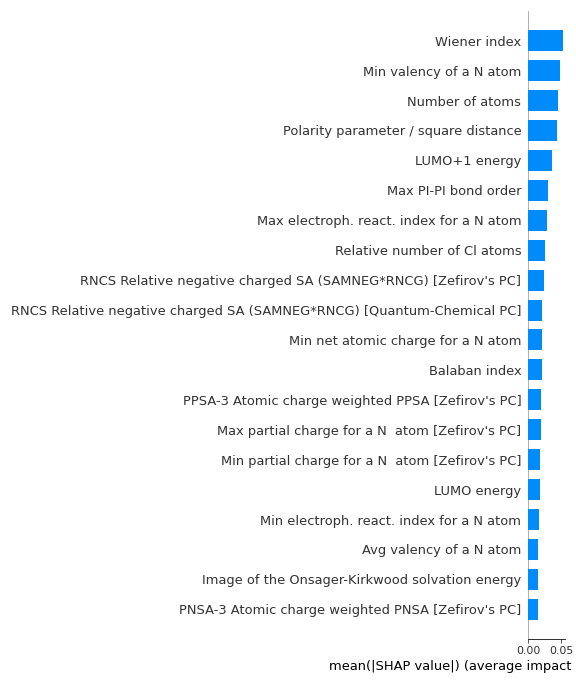 Wiener index
Min valency of a N atom
Number of atoms
Polarity parameter / square distance
LUMO+1 energy
Max PI-PI bond order
Max electroph. react. index for a N atom
Relative number of Cl atoms
RNCS Relative negative charged SA (SAMNEG*RNCG) [Zefirov's PC]
RNCS Relative negative charged SA (SAMNEG*RNCG) [Quantum-Chemical PC]
Min net atomic charge for a N atom
Balaban index
PPSA-3 Atomic charge weighted PPSA [Zefirov's PC]
Max partial charge for a N  atom [Zefirov's PC]
Min partial charge for a N  atom [Zefirov's PC]
LUMO energy
Min electroph. react. index for a N atom
Avg valency of a N atom
Image of the Onsager-Kirkwood solvation energy
PNSA-3 Atomic charge weighted PNSA [Zefirov's PC]
0.00 0.05
mean(|SHAP value|) (average impact